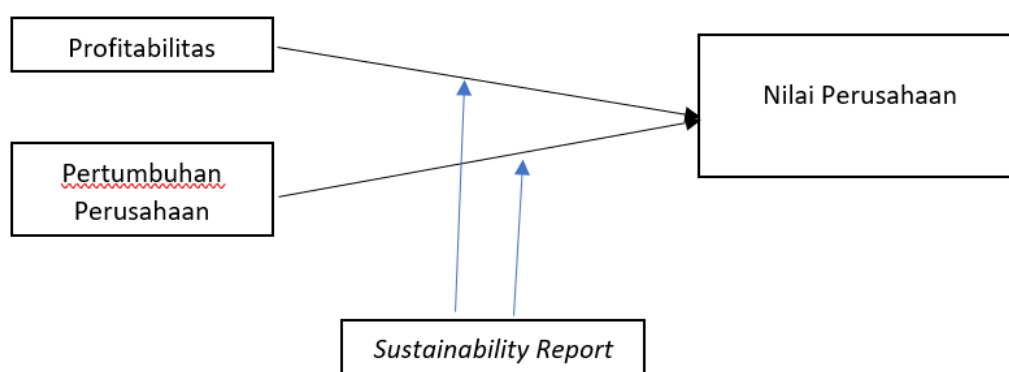 Profitabilitas
Nilai Perusahaan
Pertumbuhan
Perusahaan
Sustainability Report